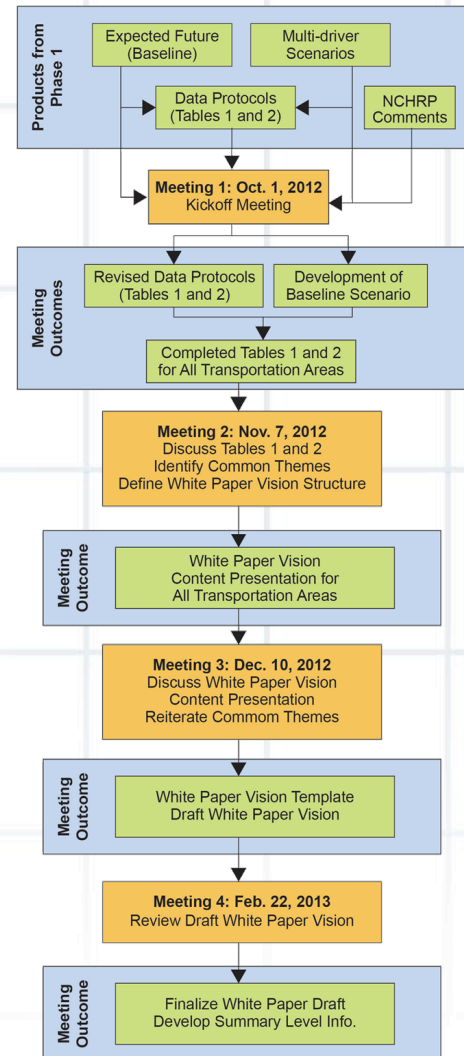 Products from
Phase 1
Expected Future
(Baseline)
Multi-driver
Scenarios
Data Protocols
(Tables 1 and 2)
NCHRP
Comments
Meeting 1: Oct. 1, 2012
Kickoff Meeting
Meeting
Outcomes
Revised Data Protocols
(Tables 1 and 2)
Development of
Baseline Scenario
Completed Tables 1 and 2
for All Transportation Areas
Meeting 2: Nov. 7, 2012
Discuss Tables 1 and 2
Identify Common Themes
Define White Paper Vision Structure
Meeting
Outcome
White Paper Vision
Content Presentation for
All Transportation Areas
Meeting 3: Dec. 10, 2012
Discuss White Paper Vision
Content Presentation
Reiterate Commom Themes
Meeting
Outcome
White Paper Vision Template
Draft White Paper Vision
Meeting 4: Feb. 22, 2013
Review Draft White Paper Vision
Meeting
Outcome
Finalize White Paper Draft
Develop Summary Level Info.